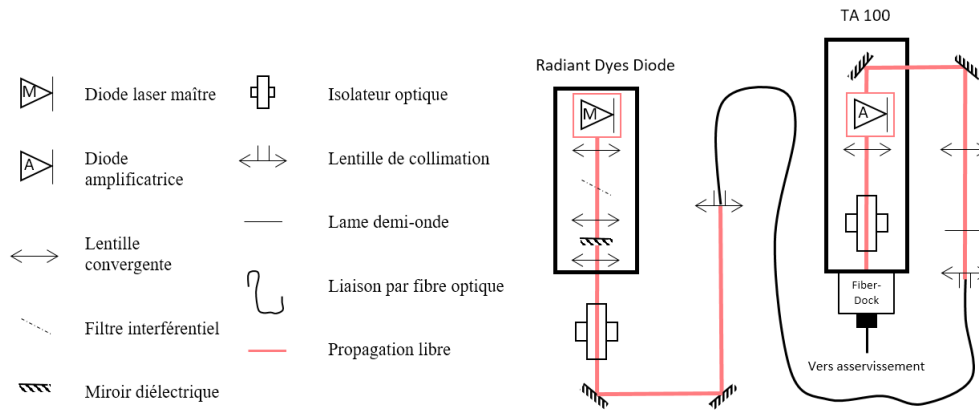 TA 100
Radiant Dyes Diode
M
Diode laser maître
Isolateur optique
M
A
A
Diode
amplificatrice
Lentille de collimation
Lame demi-onde
Lentille
convergente
Liaison par fibre optique
Fiber-
Dock
Filtre interférentiel
Propagation libre
Vers asservissement
Miroir diélectrique